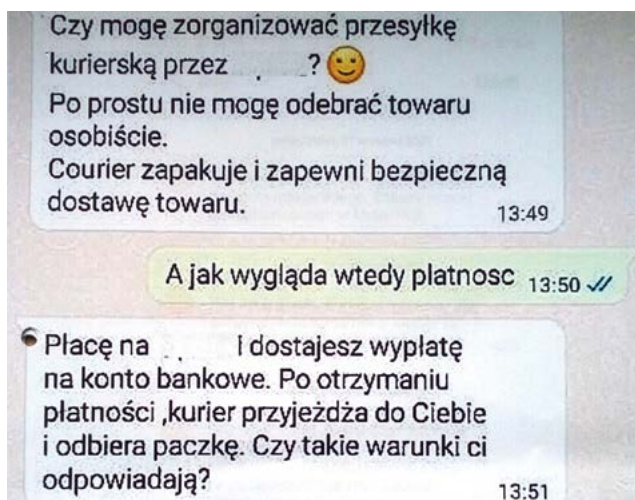 Czy mogę zorganizować przesyłkę
kurierską przez ?
Po prostu nie mogę odebrać towaru
osobiście.
Courier zapakuje i zapewni bezpieczną
dostawę towaru.
13:49
A jak wygląda wtedy platnosc 13:50
Płacę na I dostajesz wypłatę
na konto bankowe. Po otrzymaniu
płatności ,kurier przyjeżdża do Ciebie
i odbiera paczkę. Czy takie warunki ci
odpowiadają?
13:51